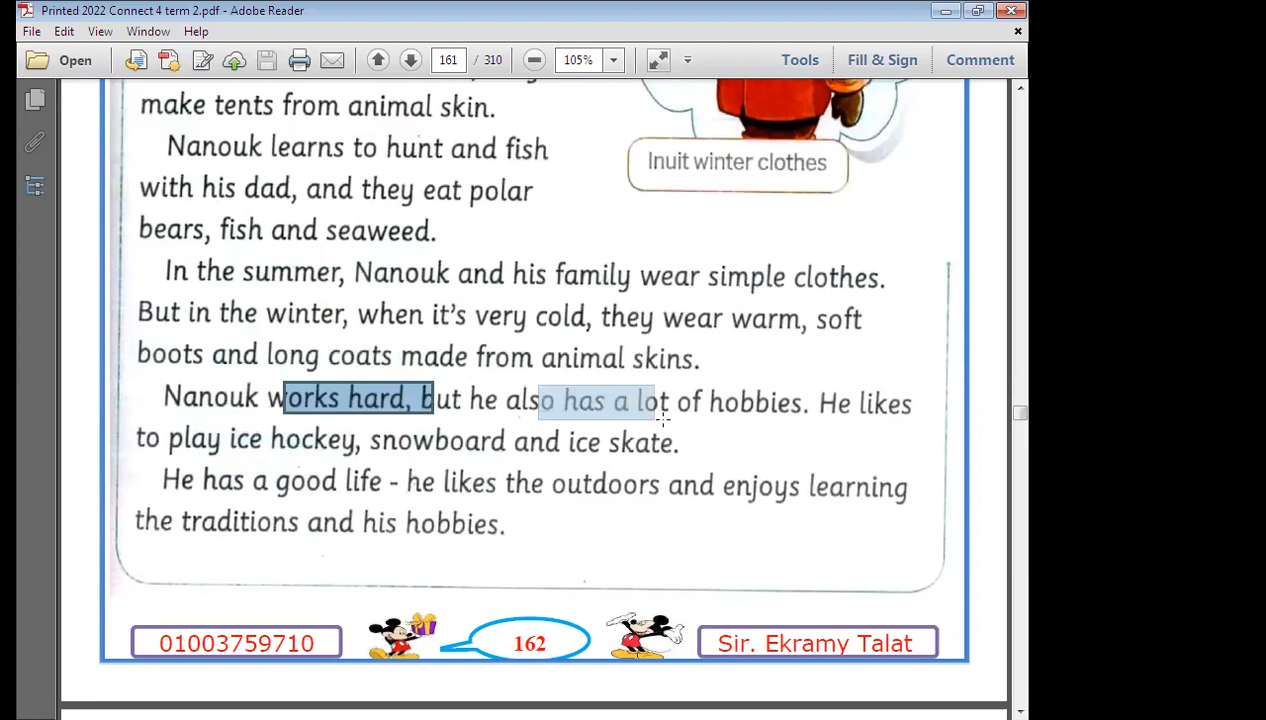 Printed 2022 Connect 4 term 2.pdf - Adobe Reader
File Edit View Window Help
Open 161 / 310 105% Tools Fill & Sign Comment
make tents from animal skin.
Nanouk learns to hunt and fish
with his dad, and they eat polar
bears, fish and seaweed.
Inuit winter clothes
In the summer, Nanouk and his family wear simple clothes.
But in the winter, when it's very cold, they wear warm, soft
boots and long coats made from animal skins.
Nanouk works hard, but he also has a lot of hobbies. He likes
to play ice hockey, snowboard and ice skate.
He has a good life - he likes the outdoors and enjoys learning
the traditions and his hobbies.
01003759710 162 Sir. Ekramy Talat